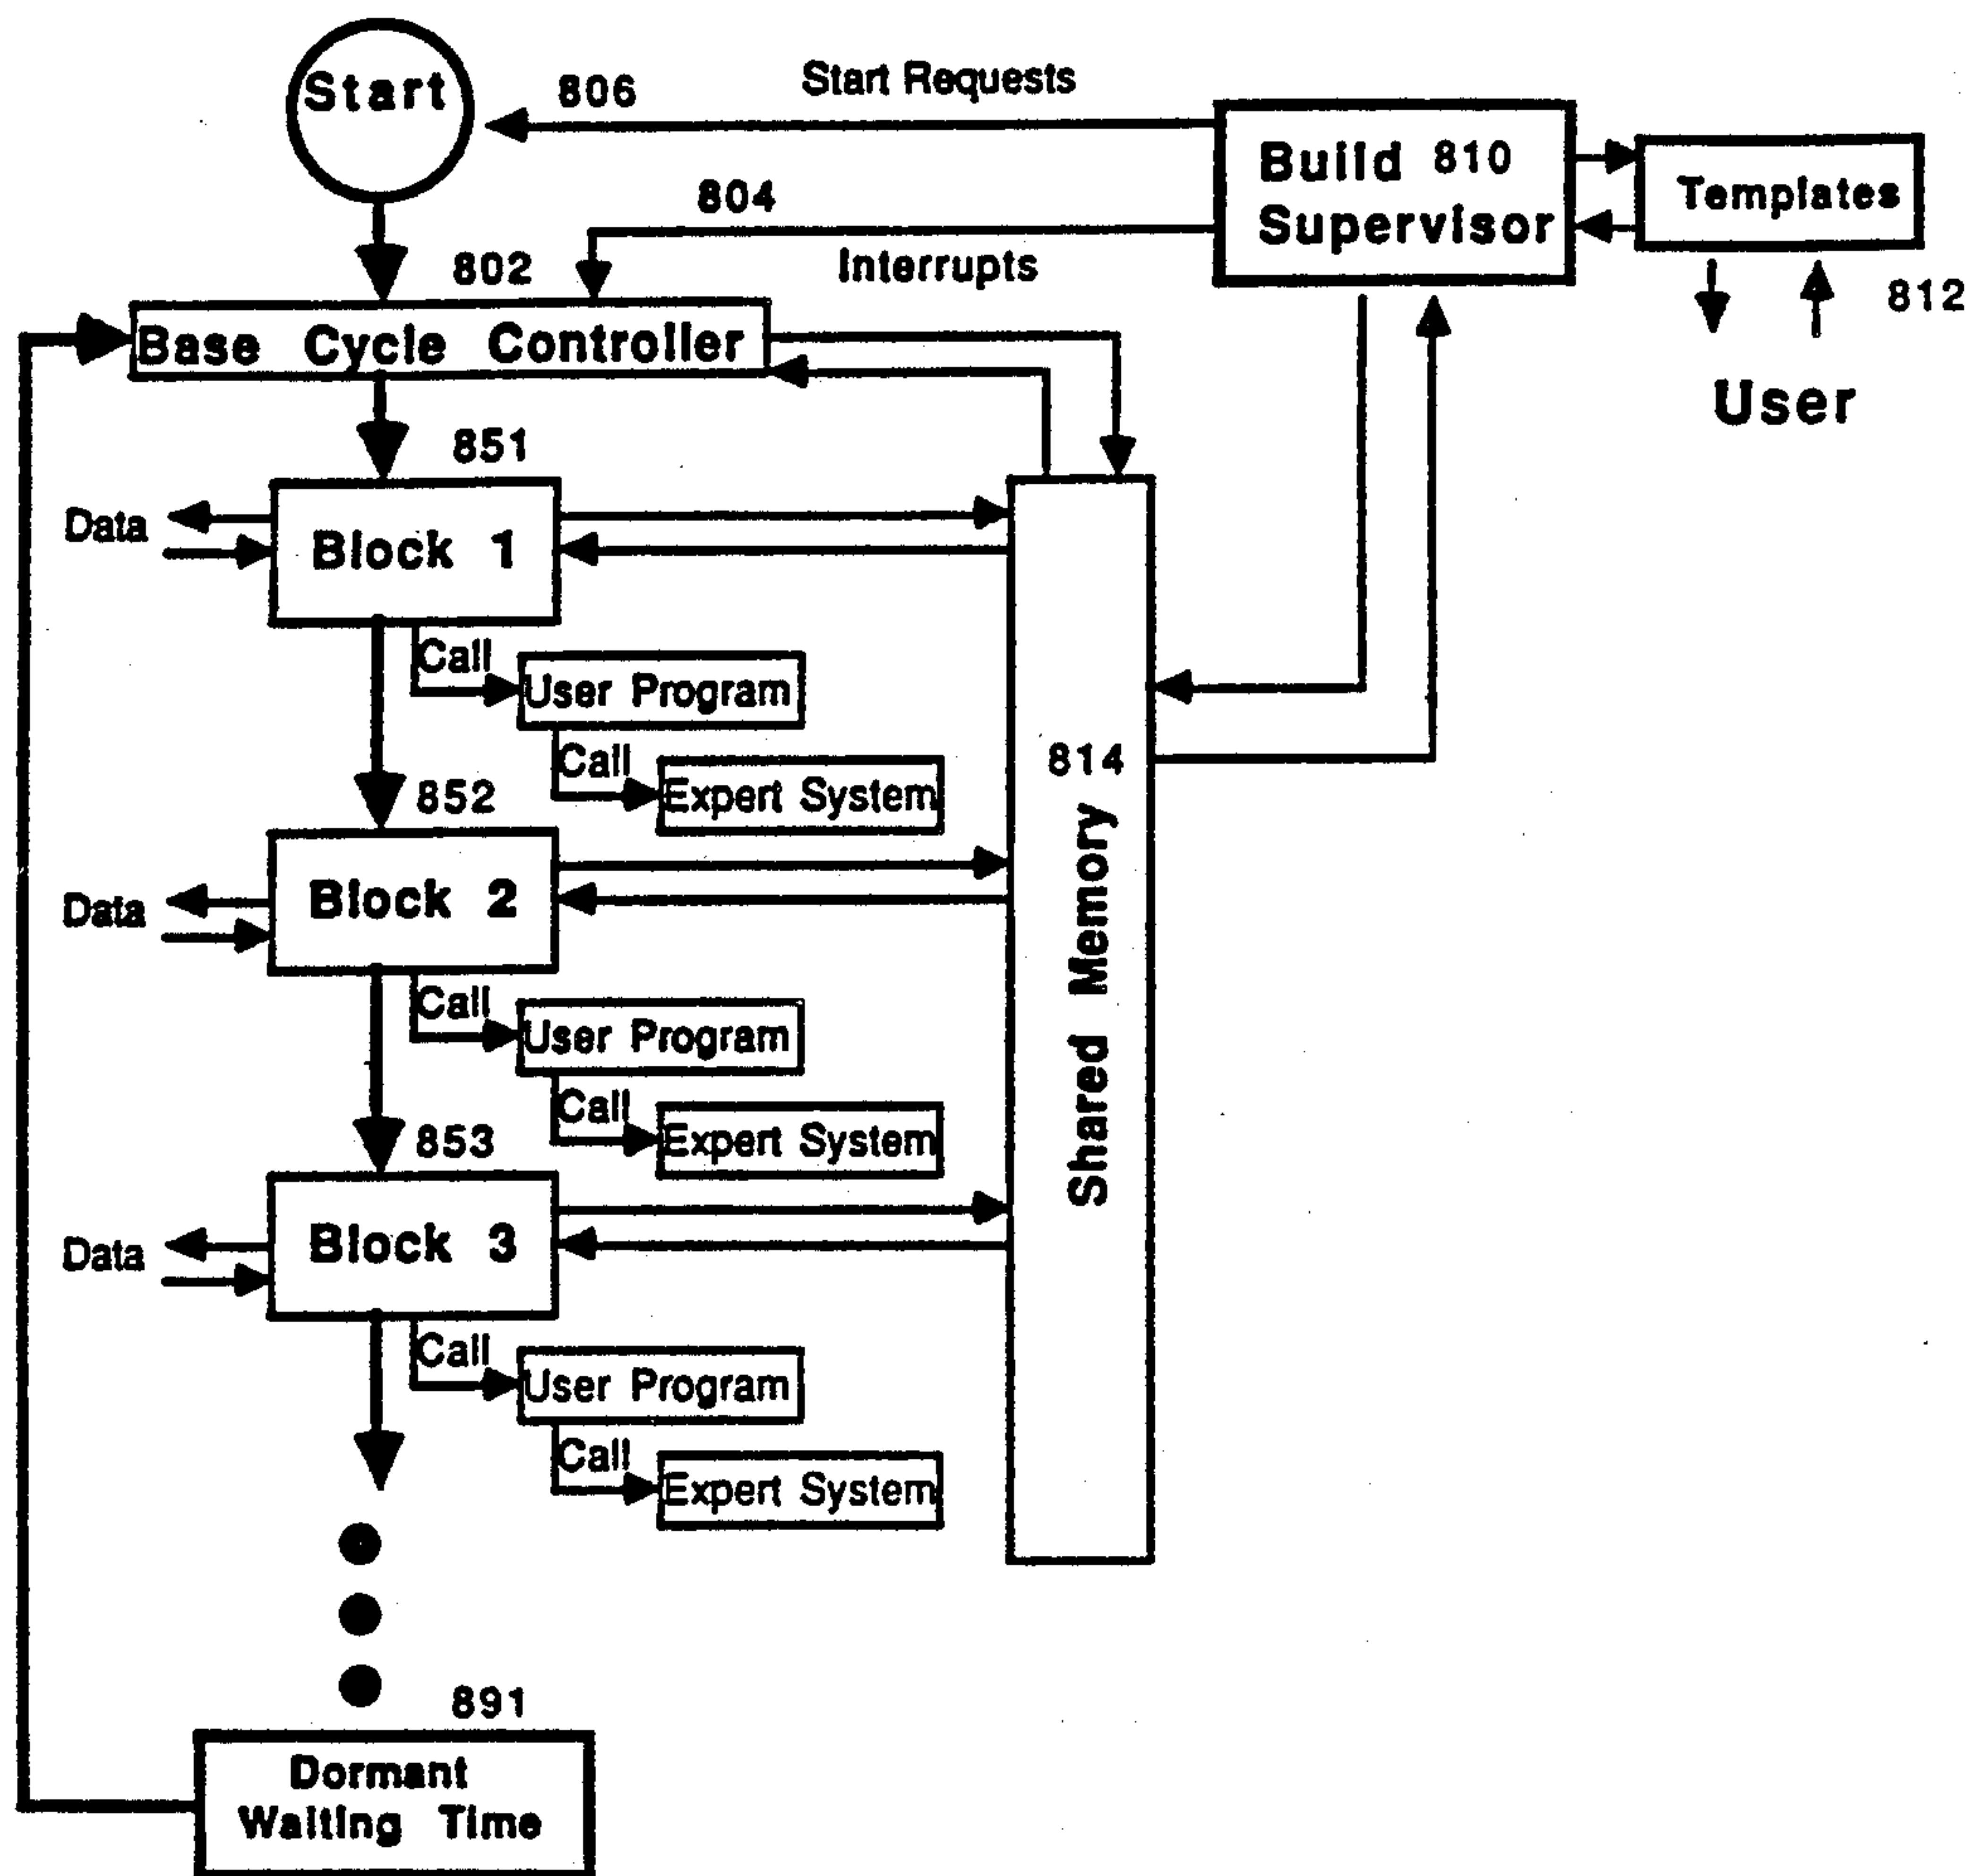 Start
806
Start Requests
Build 810
Supervisor
Templates
804
Interrupts
802
812
User
Base Cycle Controller
851
Data
Block 1
Call
User Program
Call
Expert System
814
Shared Memory
852
Data
Block 2
Call
User Program
Call
Expert System
853
Data
Block 3
Call
User Program
Call
Expert System
891
Dormant
Waiting Time